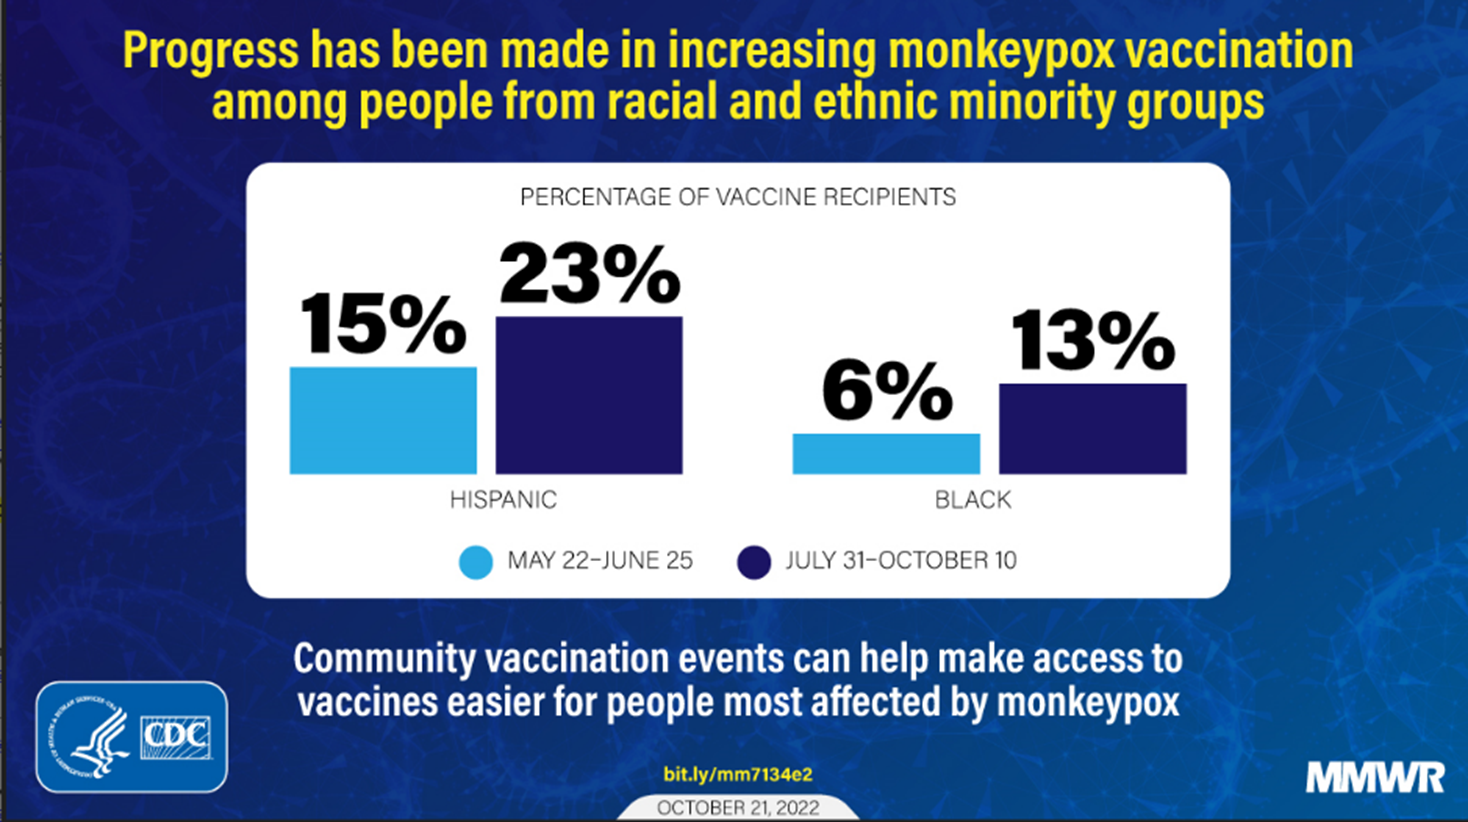 Progress has been made in increasing monkeypox vaccination
among people from racial and ethnic minority groups
PERCENTAGE OF VACCINE RECIPIENTS
15%
23%
6%
13%
HISPANIC
BLACK
MAY 22–JUNE 25
JULY 31–OCTOBER 10
Community vaccination events can help make access to
vaccines easier for people most affected by monkeypox
CDC
bit.ly/mm7134e2
MMWR
OCTOBER 21, 2022